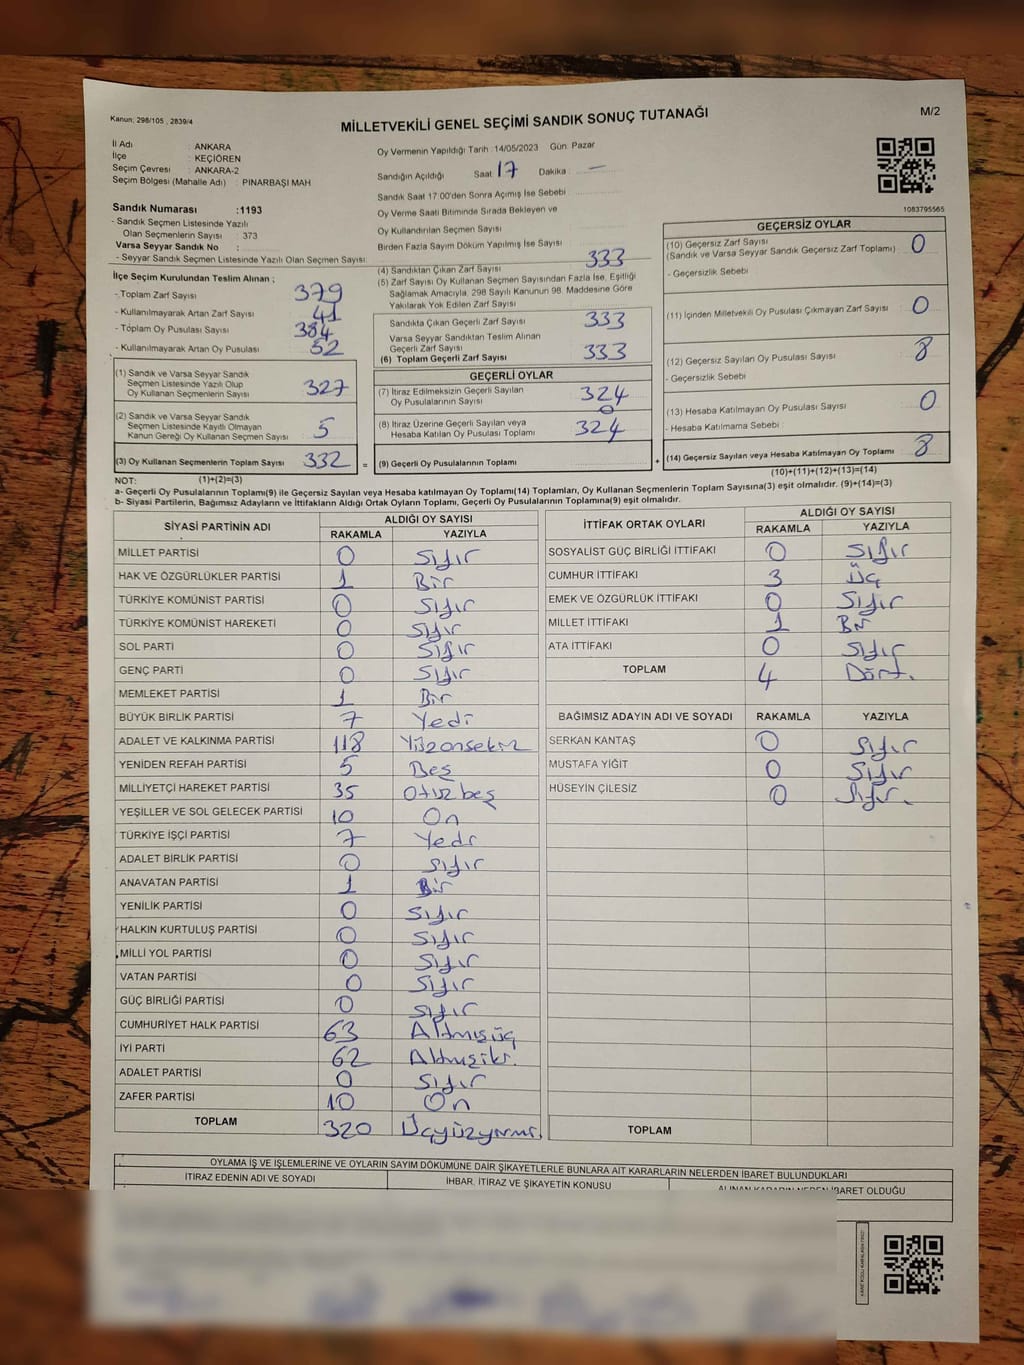 Kanun; 298/105 , 2839/4
MİLLETVEKİLİ GENEL SEÇİMİ SANDIK SONUÇ TUTANAĞI
M/2
İl Adı : ANKARA
İlçe : KEÇİÖREN
Seçim Çevresi : ANKARA-2
Seçim Bölgesi (Mahalle Adı) : PINARBAŞI MAH
Sandık Numarası :1193
- Sandık Seçmen Listesinde Yazılı
Olan Seçmenlerin Sayısı : 373
Varsa Seyyar Sandık No :
- Seyyar Sandık Seçmen Listesinde Yazılı Olan Seçmen Sayısı:
Oy Vermenin Yapıldığı Tarih :14/05/2023 Gün: Pazar
Sandığın Açıldığı Saat 17 Dakika : —
Sandık Saat 17:00'den Sonra Açımış İse Sebebi
Oy Verme Saati Bitiminde Sırada Bekleyen ve
Oy Kullandırılan Seçmen Sayısı
Birden Fazla Sayım Döküm Yapılmış İse Sayısı
1083795565
İlçe Seçim Kurulundan Teslim Alınan ;
- Toplam Zarf Sayısı 379
- Kullanılmayarak Artan Zarf Sayısı 41
- Toplam Oy Pusulası Sayısı 384
- Kullanılmayarak Artan Oy Pusulası 52
(1) Sandık ve Varsa Seyyar Sandık
Seçmen Listesinde Yazılı Olup
Oy Kullanan Seçmenlerin Sayısı 327
(2) Sandık ve Varsa Seyyar Sandık
Seçmen Listesinde Kayıtlı Olmayan
Kanun Gereği Oy Kullanan Seçmen Sayısı 5
(3) Oy Kullanan Seçmenlerin Toplam Sayısı 332 =
(4) Sandıktan Çıkan Zarf Sayısı 333
(5) Zarf Sayısı Oy Kullanan Seçmen Sayısından Fazla İse, Eşitliği
Sağlamak Amacıyla, 298 Sayılı Kanunun 98. Maddesine Göre
Yakılarak Yok Edilen Zarf Sayısı
Sandıkta Çıkan Geçerli Zarf Sayısı 333
Varsa Seyyar Sandıktan Teslim Alınan
Geçerli Zarf Sayısı
(6) Toplam Geçerli Zarf Sayısı 333
GEÇERLİ OYLAR
(7) İtiraz Edilmeksizin Geçerli Sayılan
Oy Pusulalarının Sayısı 324
(8) İtiraz Üzerine Geçerli Sayılan veya
Hesaba Katılan Oy Pusulası Toplamı 0
324
(9) Geçerli Oy Pusulalarının Toplamı +
GEÇERSİZ OYLAR
(10) Geçersiz Zarf Sayısı 0
(Sandık ve Varsa Seyyar Sandık Geçersiz Zarf Toplamı)
- Geçersizlik Sebebi
(11) İçinden Milletvekili Oy Pusulası Çıkmayan Zarf Sayısı 0
(12) Geçersiz Sayılan Oy Pusulası Sayısı 8
- Geçersizlik Sebebi
(13) Hesaba Katılmayan Oy Pusulası Sayısı 0
- Hesaba Katılmama Sebebi
(14) Geçersiz Sayılan veya Hesaba Katılmayan Oy Toplamı 8
NOT: (1)+(2)=(3)
(10)+(11)+(12)+(13)=(14)
a- Geçerli Oy Pusulalarının Toplamı(9) ile Geçersiz Sayılan veya Hesaba katılmayan Oy Toplamı(14) Toplamları, Oy Kullanan Seçmenlerin Toplam Sayısına(3) eşit olmalıdır. (9)+(14)=(3)
b- Siyasi Partilerin, Bağımsız Adayların ve İttifakların Aldığı Ortak Oyların Toplamı, Geçerli Oy Pusulalarının Toplamına(9) eşit olmalıdır.
SİYASİ PARTİNİN ADI ALDIĞI OY SAYISI
RAKAMLA YAZIYLA
MİLLET PARTİSİ 0 Sıfır
HAK VE ÖZGÜRLÜKLER PARTİSİ 1 Bir
TÜRKİYE KOMÜNİST PARTİSİ 0 Sıfır
TÜRKİYE KOMÜNİST HAREKETİ 0 Sıfır
SOL PARTİ 0 Sıfır
GENÇ PARTİ 0 Sıfır
MEMLEKET PARTİSİ 1 Bir
BÜYÜK BİRLİK PARTİSİ 7 Yedi
ADALET VE KALKINMA PARTİSİ 118 Yüzonsekiz
YENİDEN REFAH PARTİSİ 5 Beş
MİLLİYETÇİ HAREKET PARTİSİ 35 Otuzbeş
YEŞİLLER VE SOL GELECEK PARTİSİ 10 On
TÜRKİYE İŞÇİ PARTİSİ 7 Yedi
ADALET BİRLİK PARTİSİ 0 Sıfır
ANAVATAN PARTİSİ 1 Bir
YENİLİK PARTİSİ 0 Sıfır
HALKIN KURTULUŞ PARTİSİ 0 Sıfır
MİLLİ YOL PARTİSİ 0 Sıfır
VATAN PARTİSİ 0 Sıfır
GÜÇ BİRLİĞİ PARTİSİ 0 Sıfır
CUMHURİYET HALK PARTİSİ 63 Altmışüç
İYİ PARTİ 62 Altmışiki
ADALET PARTİSİ 0 Sıfır
ZAFER PARTİSİ 10 On
TOPLAM 320 Üçyüzyirmi
İTTİFAK ORTAK OYLARI ALDIĞI OY SAYISI
RAKAMLA YAZIYLA
SOSYALİST GÜÇ BİRLİĞİ İTTİFAKI 0 Sıfır
CUMHUR İTTİFAKI 3 Üç
EMEK VE ÖZGÜRLÜK İTTİFAKI 0 Sıfır
MİLLET İTTİFAKI 1 Bir
ATA İTTİFAKI 0 Sıfır
TOPLAM 4 Dört.
BAĞIMSIZ ADAYIN ADI VE SOYADI RAKAMLA YAZIYLA
SERKAN KANTAŞ 0 Sıfır
MUSTAFA YİĞİT 0 Sıfır
HÜSEYİN ÇİLESİZ 0 Sıfır.
TOPLAM
OYLAMA İŞ VE İŞLEMLERİNE VE OYLARIN SAYIM DÖKÜMÜNE DAİR ŞİKAYETLERLE BUNLARA AİT KARARLARIN NELERDEN İBARET BULUNDUKLARI
İTİRAZ EDENİN ADI VE SOYADI İHBAR, İTİRAZ VE ŞİKAYETİN KONUSU ALINAN KARARIN NEDEN İBARET OLDUĞU